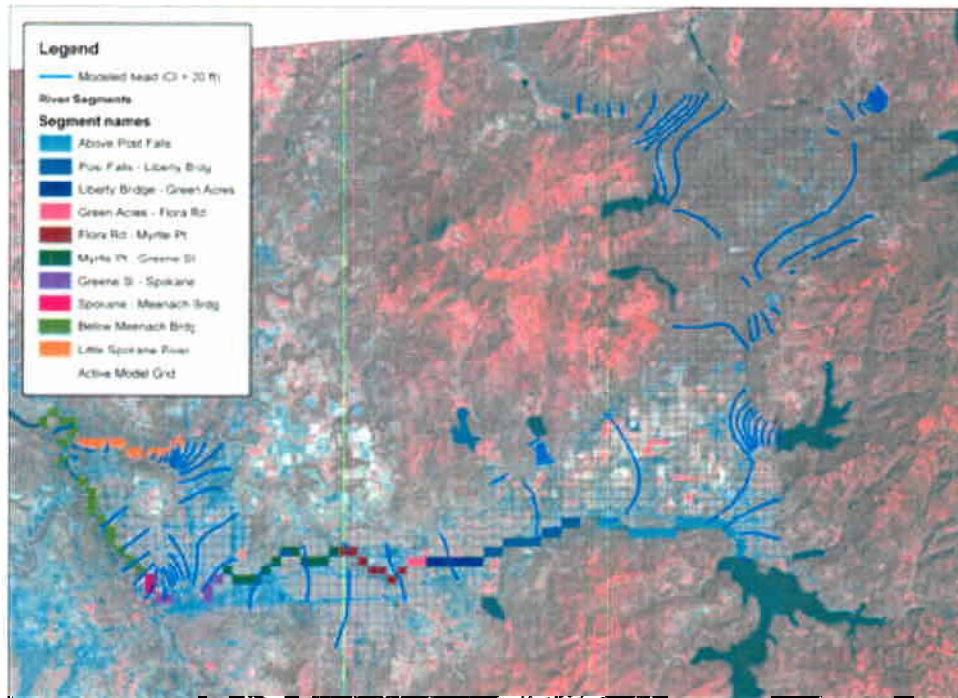 Legend
Modeled head (CI = 20 ft)
River Segments
Segment names
Above Post Falls
Post Falls - Liberty Brdg
Liberty Bridge - Green Acres
Green Acres - Flora Rd
Flora Rd - Myrtle Pt
Myrtle Pt - Greene St
Greene St - Spokane
Spokane - Meenach Brdg
Below Meenach Brdg
Little Spokane River
Active Model Grid